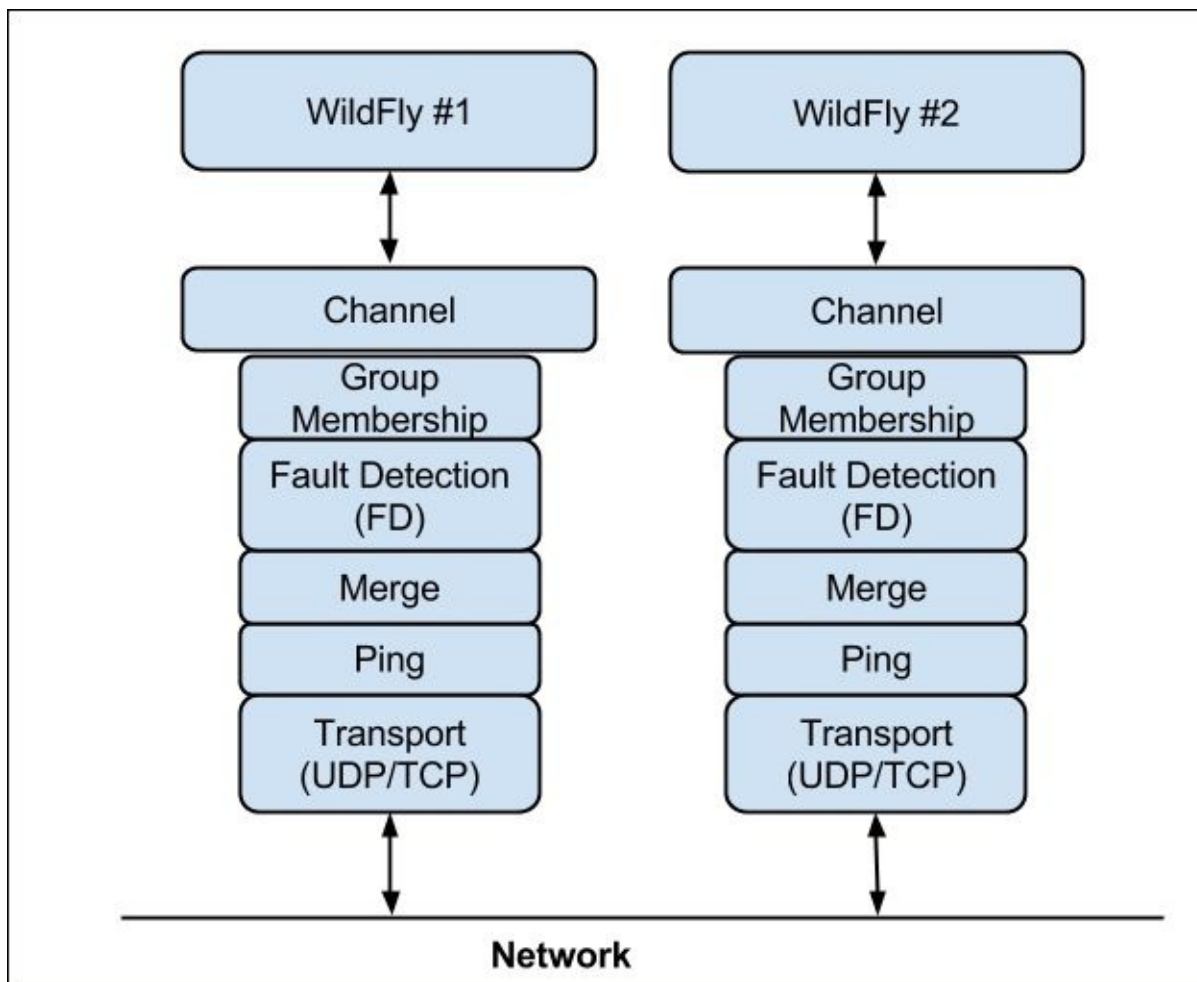 WildFly #1
WildFly #2
Channel
Channel
Group
Membership
Group
Membership
Fault Detection
(FD)
Fault Detection
(FD)
Merge
Merge
Ping
Ping
Transport
(UDP/TCP)
Transport
(UDP/TCP)
Network